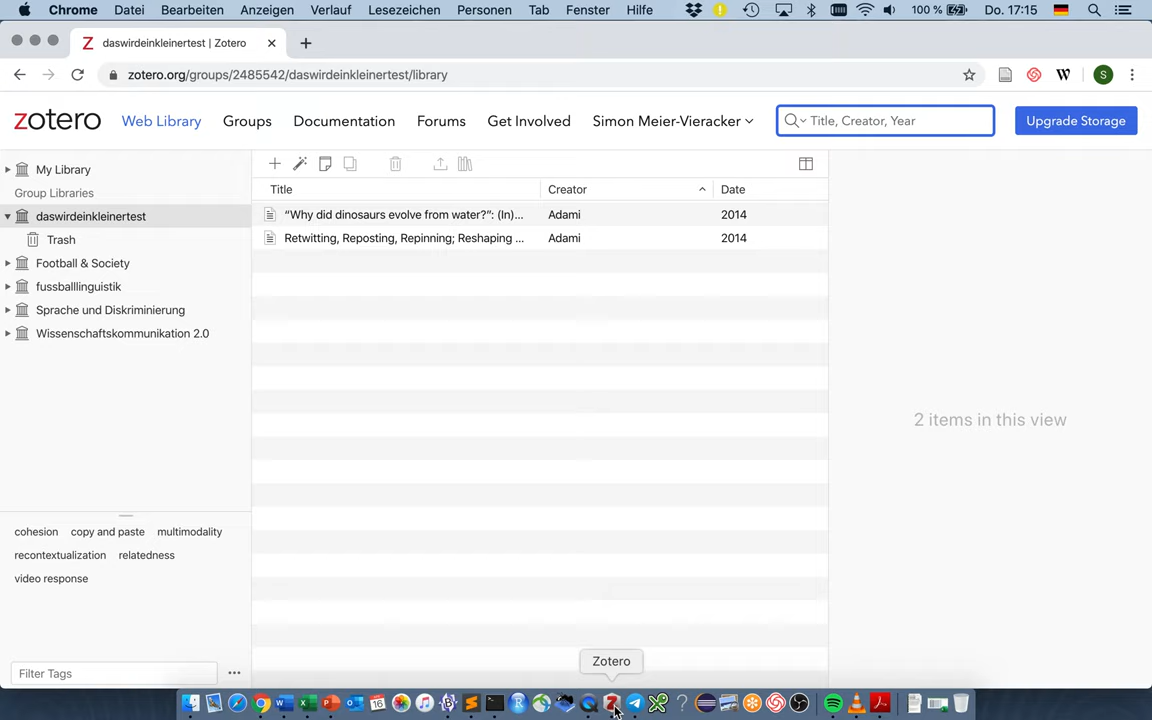 Chrome Datei Bearbeiten Anzeigen Verlauf Lesezeichen Personen Tab Fenster Hilfe 100 % Do. 17:15
Z daswirdeinkleinertest | Zotero
zotero.org/groups/2485542/daswirdeinkleinertest/library W S
zotero Web Library Groups Documentation Forums Get Involved Simon Meier-Vieracker Title, Creator, Year Upgrade Storage
My Library
Group Libraries
daswirdeinkleinertest
Trash
Football & Society
fussballlinguistik
Sprache und Diskriminierung
Wissenschaftskommunikation 2.0
Title Creator Date
“Why did dinosaurs evolve from water?”: (In)... Adami 2014
Retwitting, Reposting, Repinning; Reshaping ... Adami 2014
2 items in this view
cohesion copy and paste multimodality
recontextualization relatedness
video response
Filter Tags
Zotero